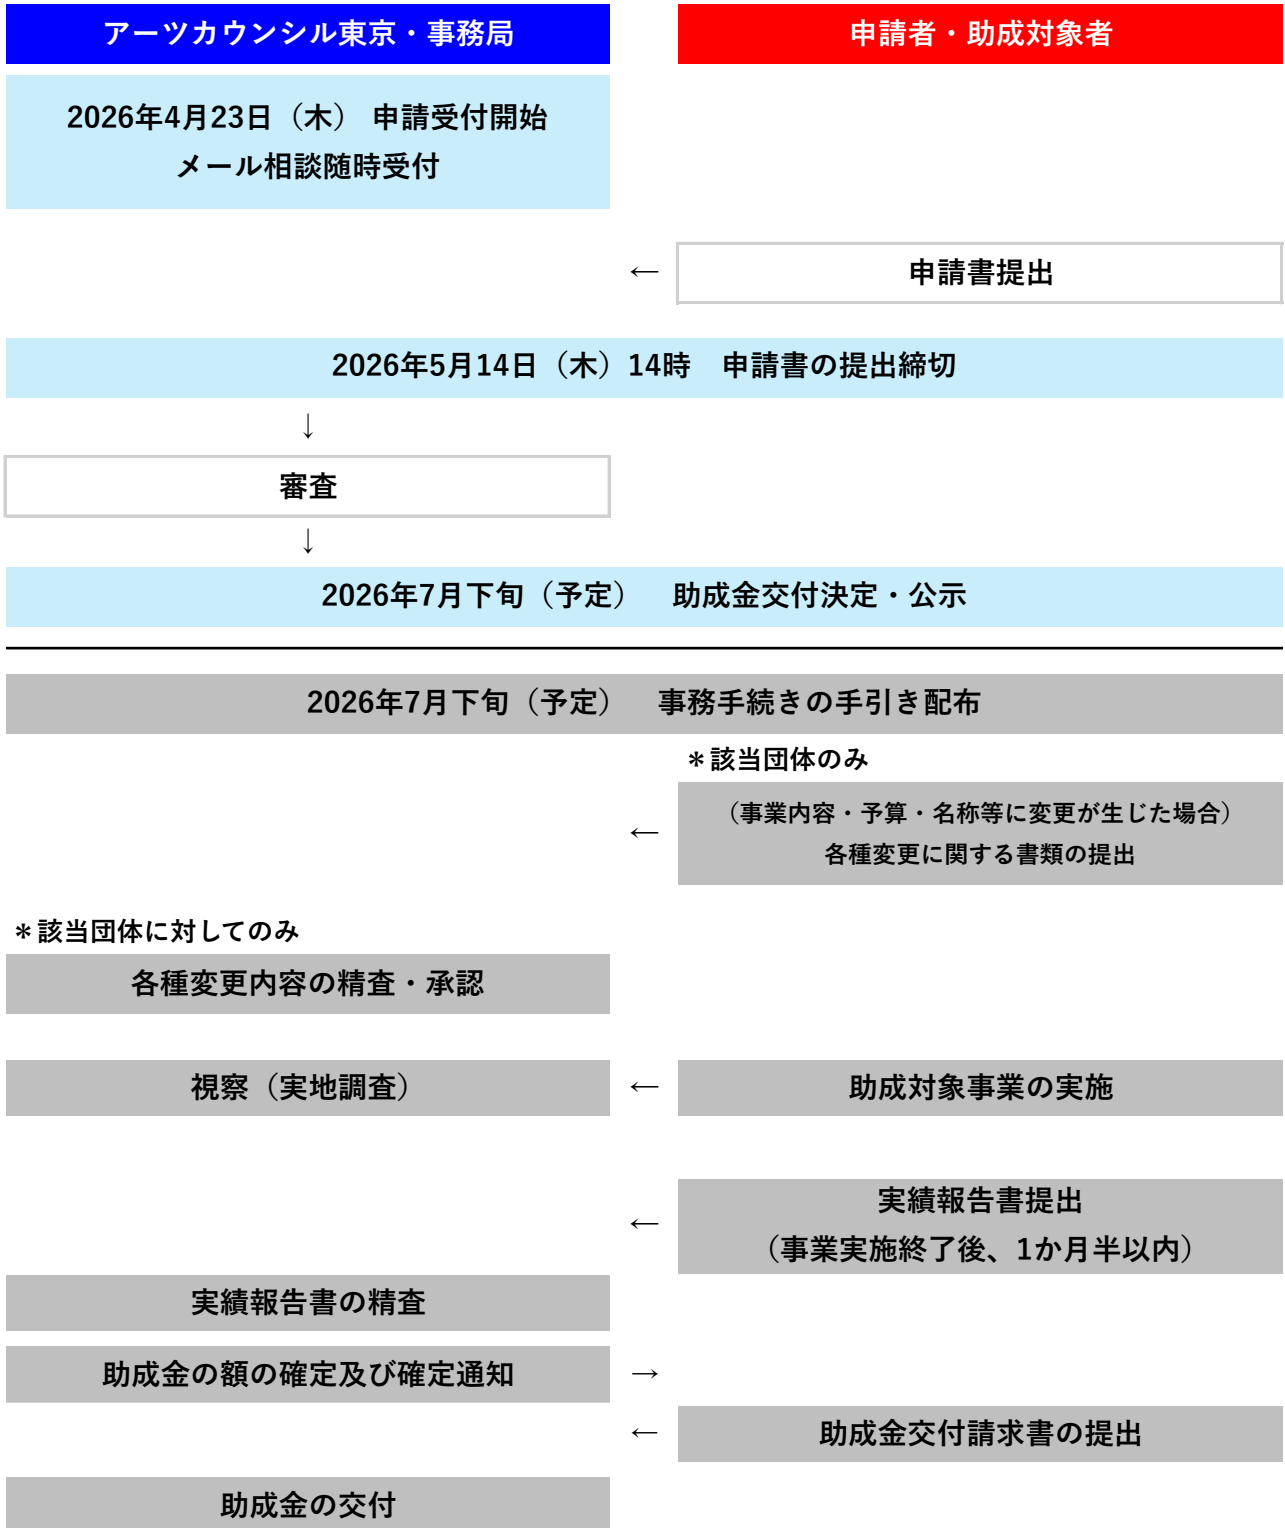 アーツカウンシル東京・事務局
申請者・助成対象者
2026年4月23日（木） 申請受付開始
メール相談随時受付
← 申請書提出
2026年5月14日（木）14時　申請書の提出締切
↓
審査
↓
2026年7月下旬（予定）　助成金交付決定・公示
2026年7月下旬（予定）　事務手続きの手引き配布
＊該当団体のみ
（事業内容・予算・名称等に変更が生じた場合）
←
各種変更に関する書類の提出
＊該当団体に対してのみ
各種変更内容の精査・承認
視察（実地調査） ← 助成対象事業の実施
実績報告書提出
←
（事業実施終了後、1か月半以内）
実績報告書の精査
助成金の額の確定及び確定通知 →
← 助成金交付請求書の提出
助成金の交付